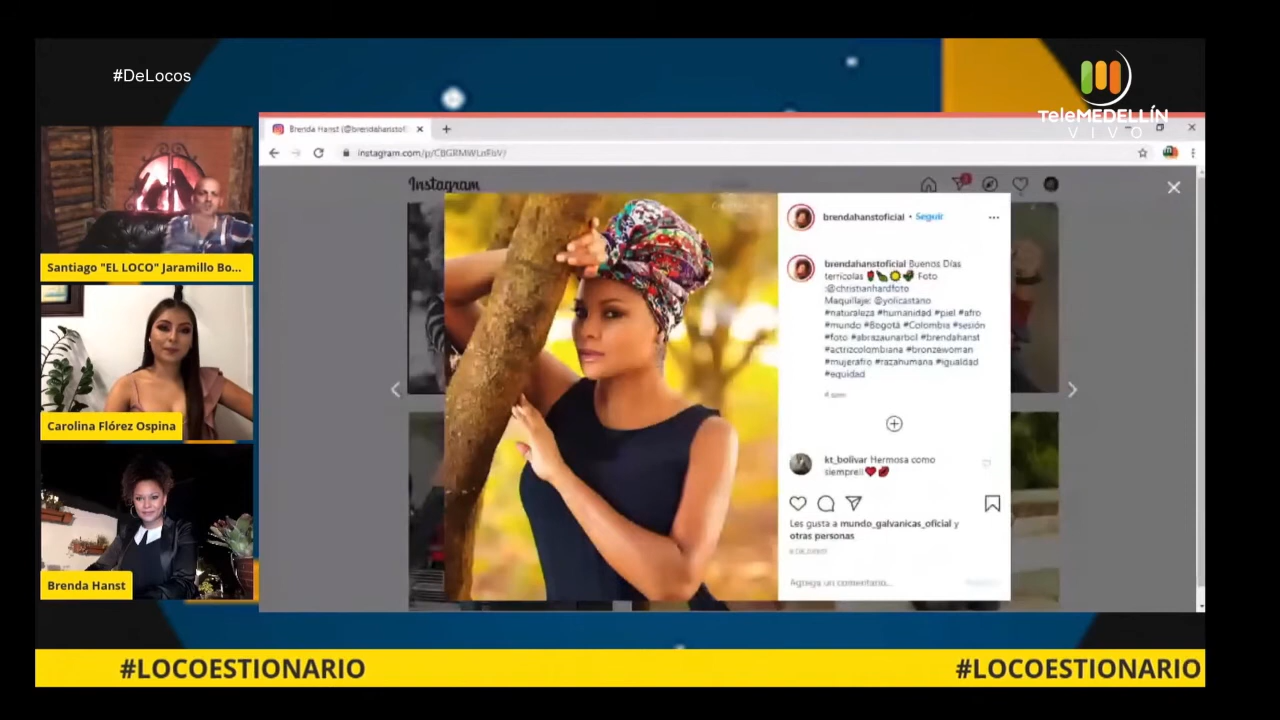 #DeLocos
TeleMEDELLÍN
VIVO
Brenda Hanst (@brendahanstof
instagram.com/p/
Instagram
Santiago "EL LOCO" Jaramillo Bo...
Carolina Flórez Ospina
Brenda Hanst
brendahanstoficial • Seguir
brendahanstoficial Buenos Días
terrícolas Foto
:@christianhardfoto
Maquillaje: @yolicastano
#naturaleza #humanidad #piel #afro
#mundo #Bogotá #Colombia #sesión
#foto #abrazaunarbol #brendahanst
#actrizcolombiana #bronzewoman
#mujerafro #razahumana #igualdad
#equidad
kt_bolivar Hermosa como
siempre!!
Les gusta a mundo_galvanicas_oficial y
otras personas
Agrega un comentario...
#LOCOESTIONARIO
#LOCOESTIONARIO